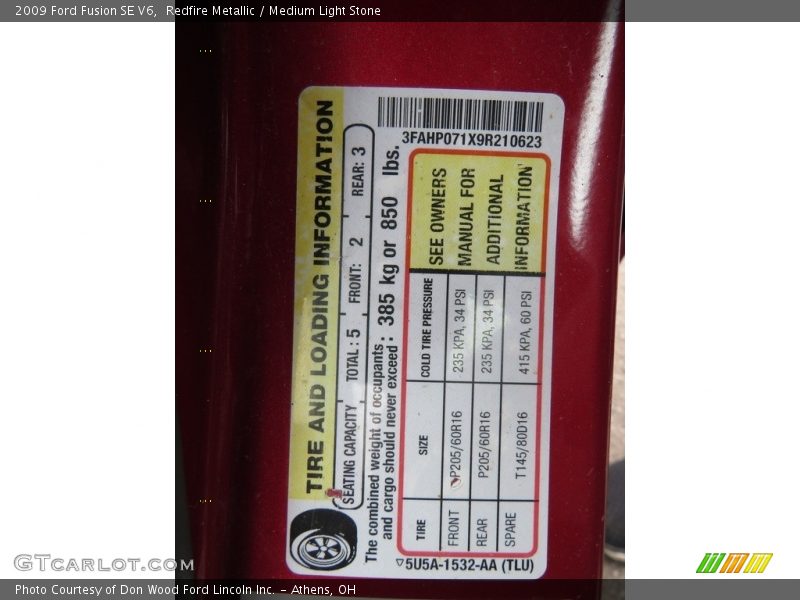 2009 Ford Fusion SE V6,  Redfire Metallic / Medium Light Stone
TIRE AND LOADING INFORMATION
SEATING CAPACITY TOTAL: 5 FRONT: 2 REAR: 3
The combined weight of occupants
and cargo should never exceed: 385 kg or 850 lbs.
3FAHP071X9R210623
TIRE SIZE COLD TIRE PRESSURE
FRONT P205/60R16 235 KPA, 34 PSI
REAR P205/60R16 235 KPA, 34 PSI
SPARE T145/80D16 415 KPA, 60 PSI
SEE OWNERS
MANUAL FOR
ADDITIONAL
INFORMATION
5U5A-1532-AA (TLU)
GTCarlot.com
Photo Courtesy of Don Wood Ford Lincoln Inc. - Athens, OH